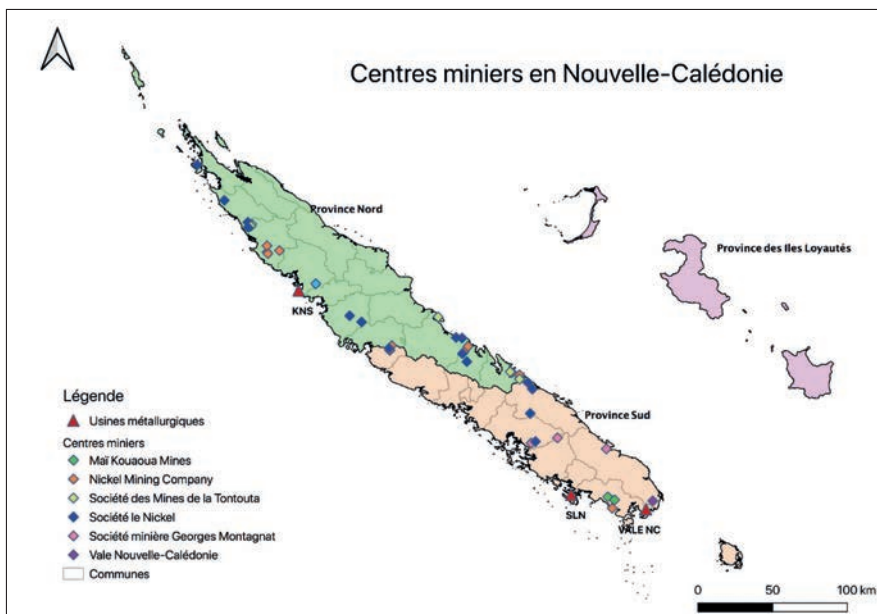 Centres miniers en Nouvelle-Calédonie
Province Nord
Province des Iles Loyautés
KNS
Province Sud
SLN
VALE NC
Légende
Usines métallurgiques
Centres miniers
Maï Kouaoua Mines
Nickel Mining Company
Société des Mines de la Tontouta
Société le Nickel
Société minière Georges Montagnat
Vale Nouvelle-Calédonie
Communes
0 50 100 km